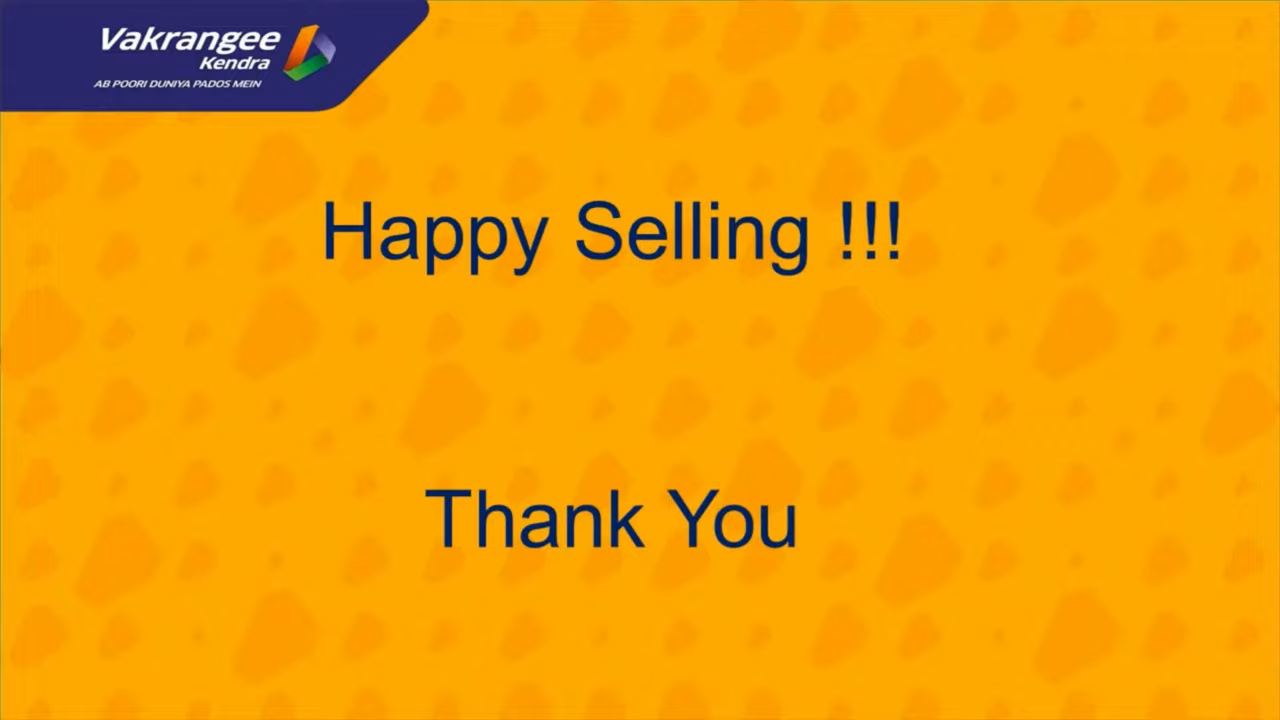 Vakrangee
Kendra
AB POORI DUNIYA PADOS MEIN
Happy Selling !!!
Thank You